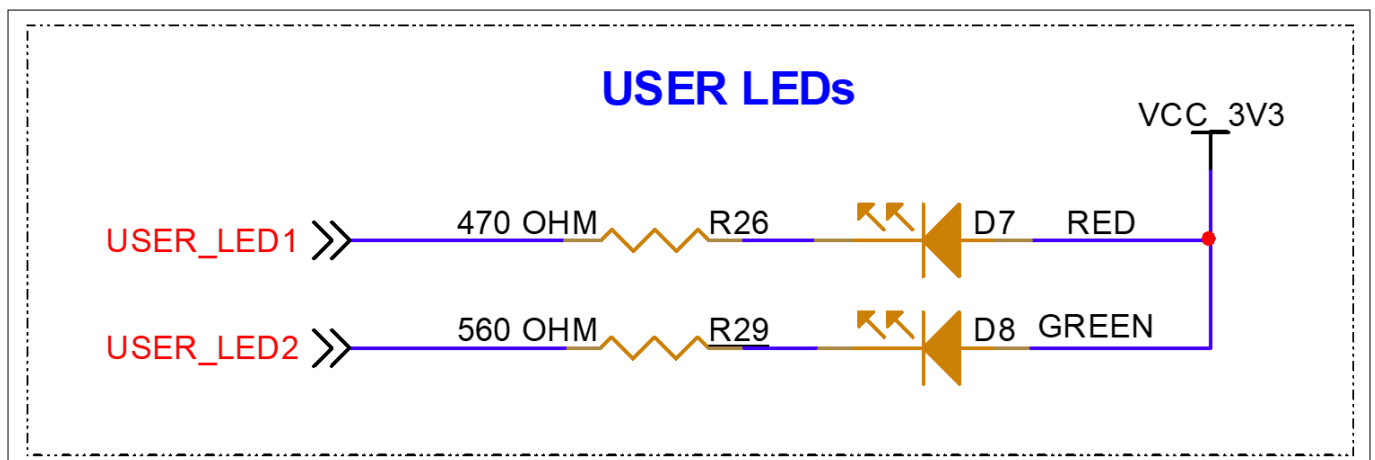 USER LEDs
VCC_3V3
USER_LED1 470 OHM R26 D7 RED
USER_LED2 560 OHM R29 D8 GREEN